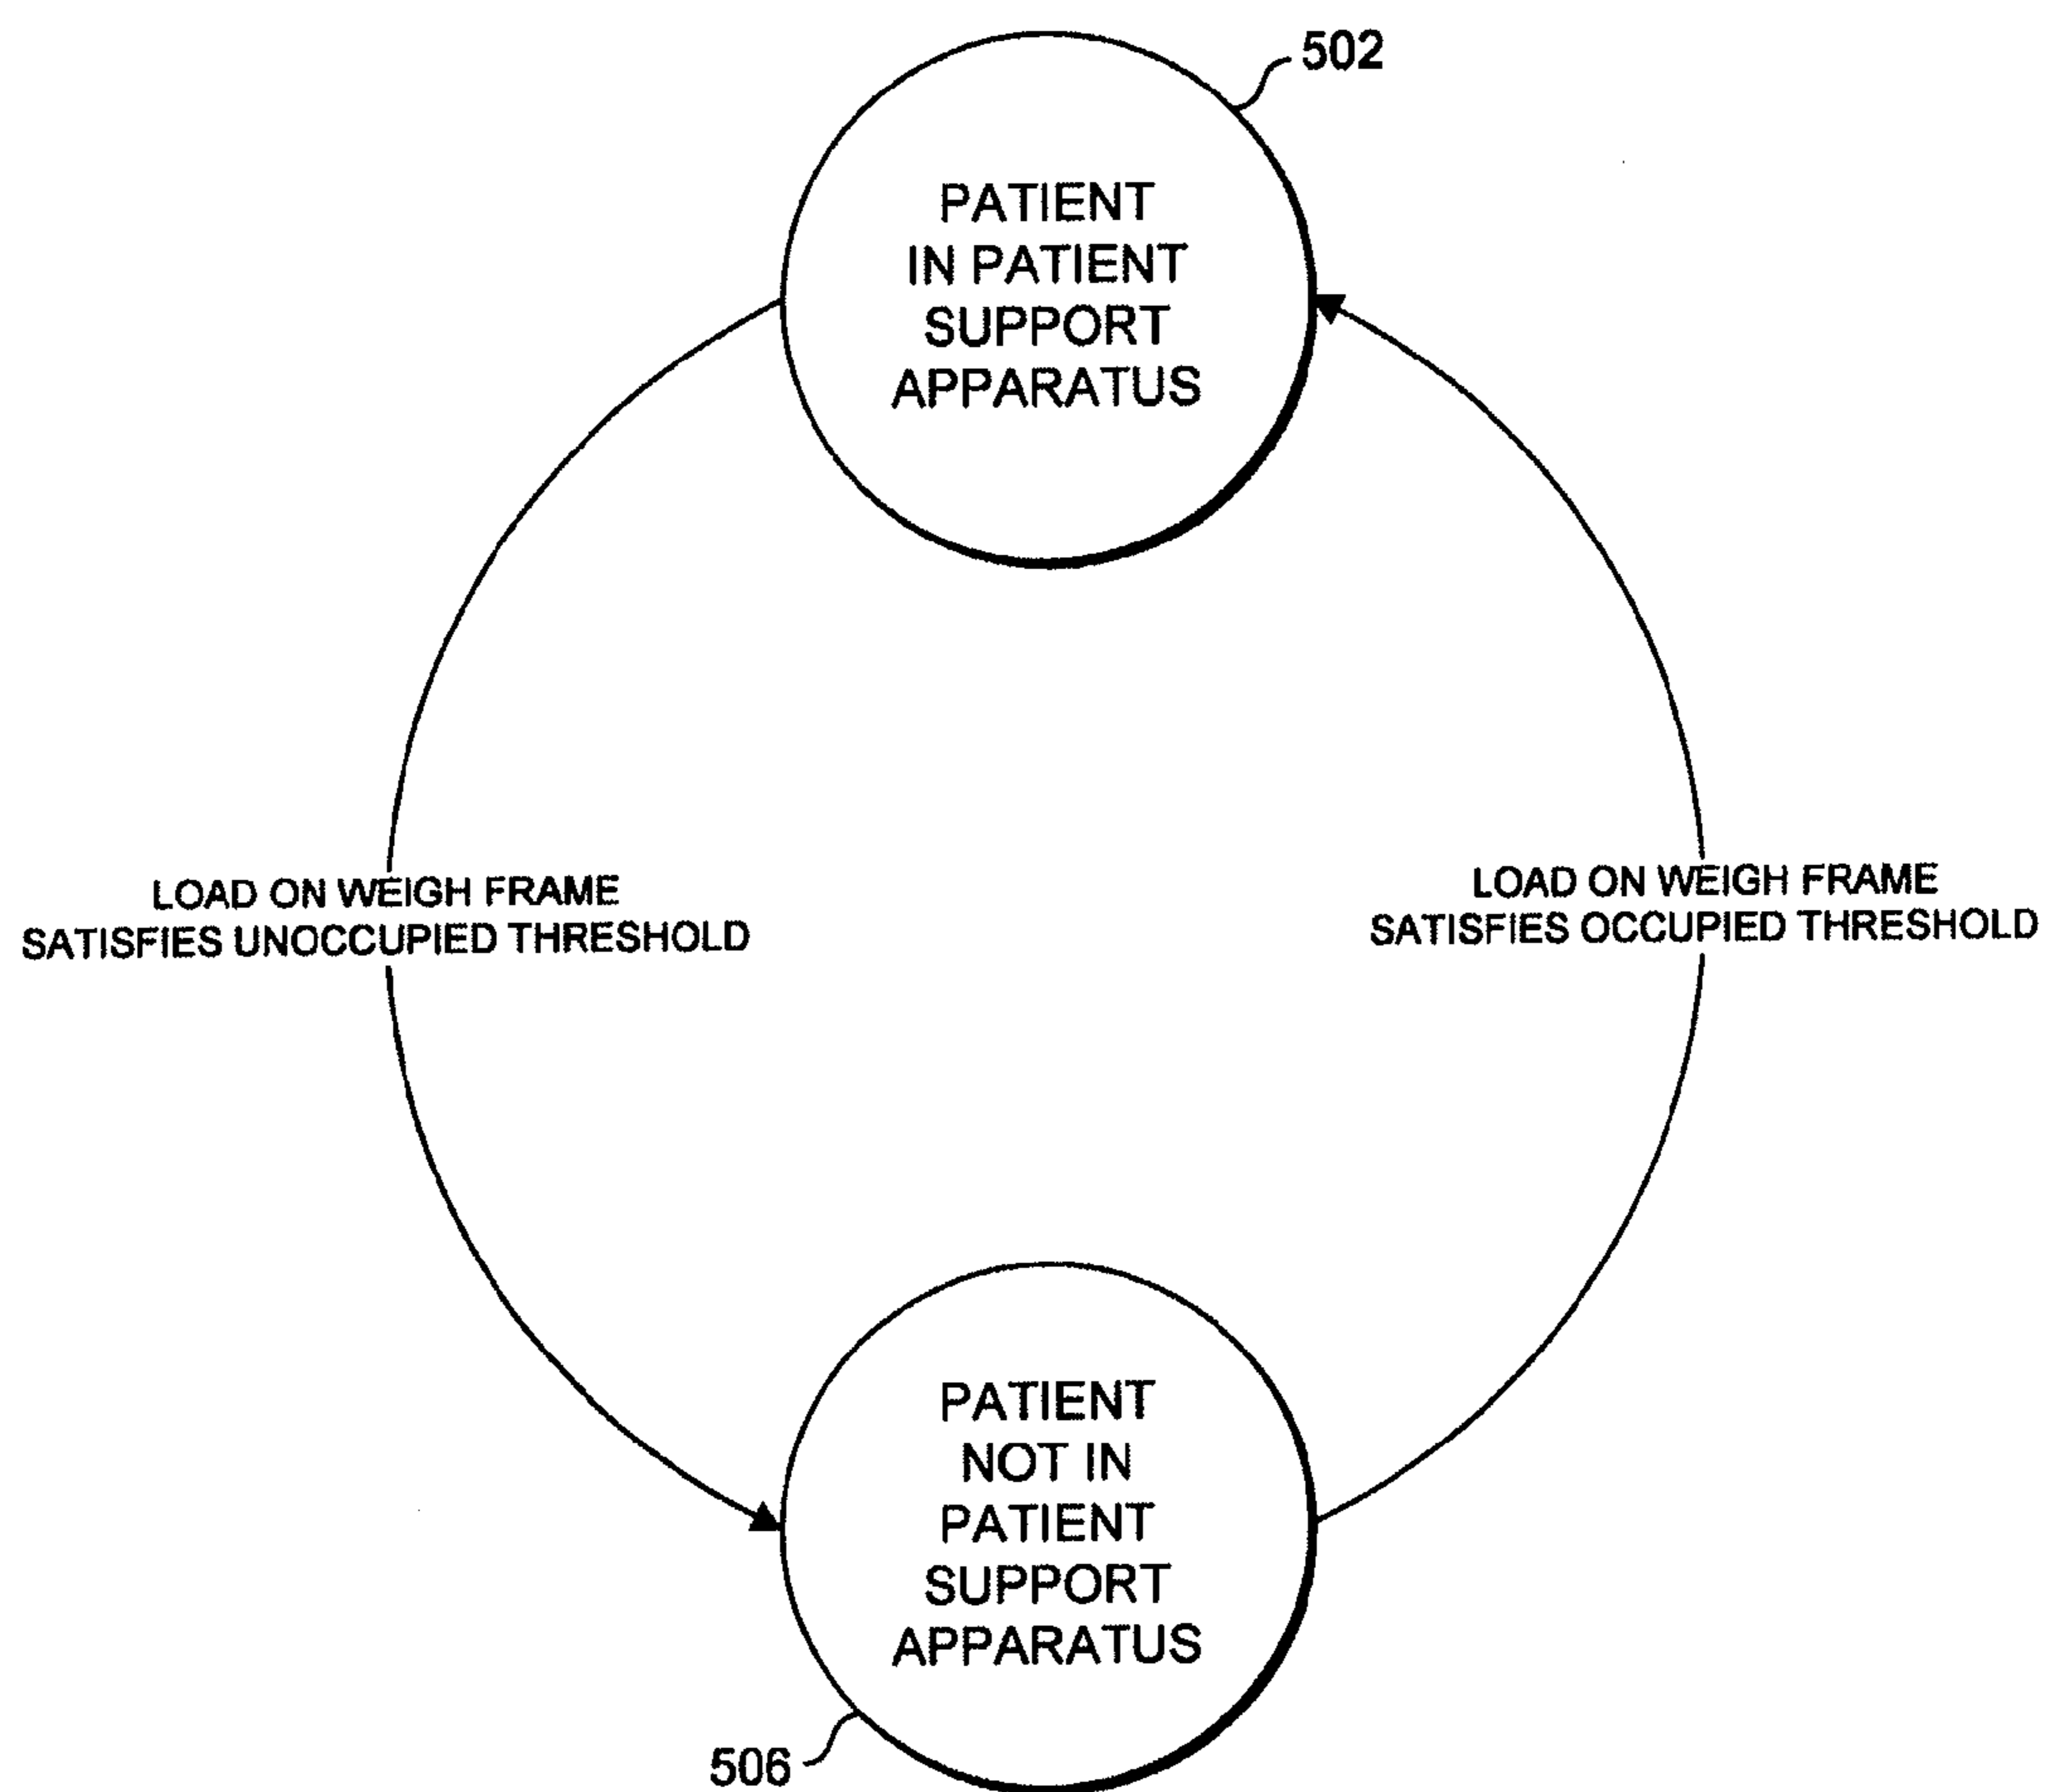 502
PATIENT
IN PATIENT
SUPPORT
APPARATUS
LOAD ON WEIGH FRAME
SATISFIES UNOCCUPIED THRESHOLD
LOAD ON WEIGH FRAME
SATISFIES OCCUPIED THRESHOLD
PATIENT
NOT IN
PATIENT
SUPPORT
APPARATUS
506